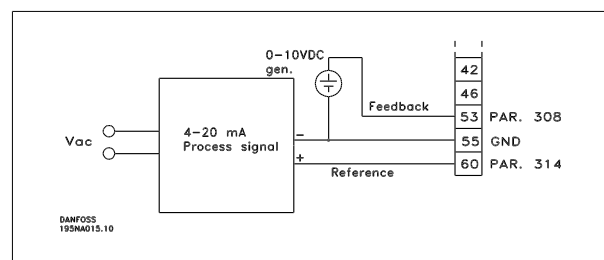 0-10VDC
gen.
42
46
Feedback
53 PAR. 308
Vac
4-20 mA
Process signal
-
55 GND
+
60 PAR. 314
Reference
DANFOSS
195NA015.10